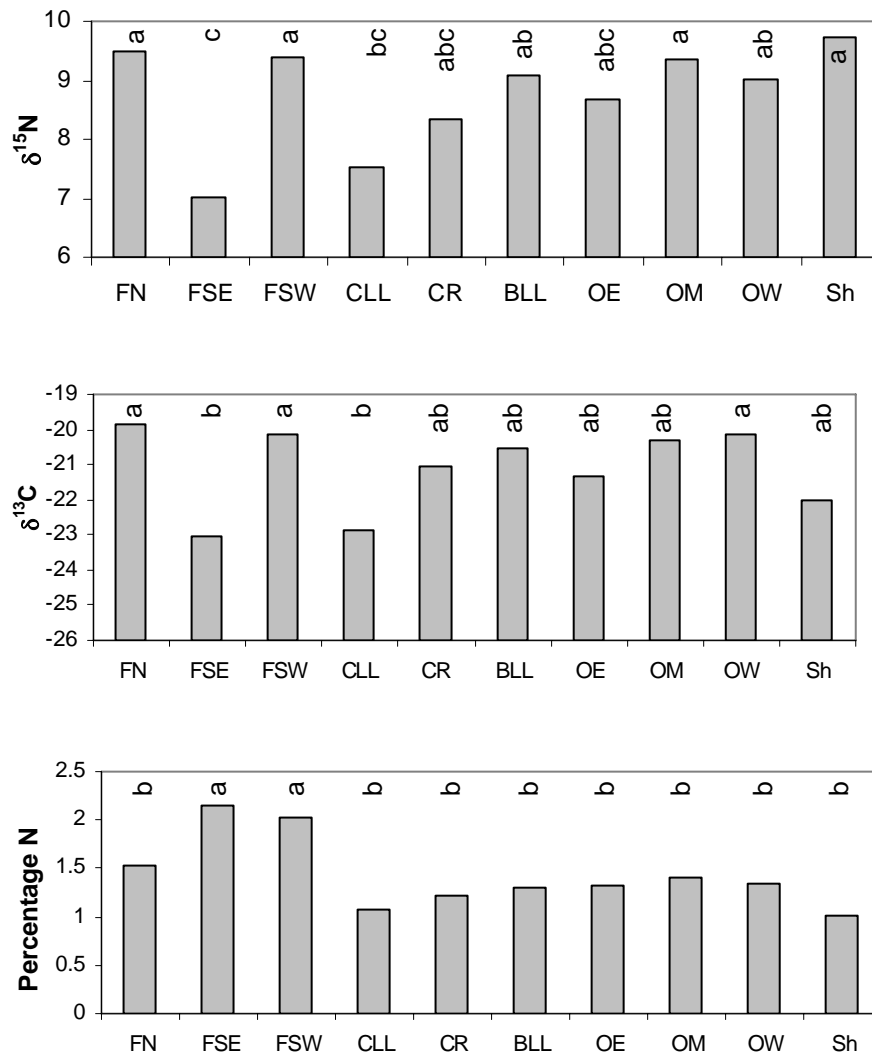 10
9
8
7
6
δ15N
a c a bc abc ab abc a ab a
FN FSE FSW CLL CR BLL OE OM OW Sh
-19
-20
-21
-22
-23
-24
-25
-26
δ13C
a b a b ab ab ab ab a ab
FN FSE FSW CLL CR BLL OE OM OW Sh
2.5
2
1.5
1
0.5
0
Percentage N
b a a b b b b b b b
FN FSE FSW CLL CR BLL OE OM OW Sh